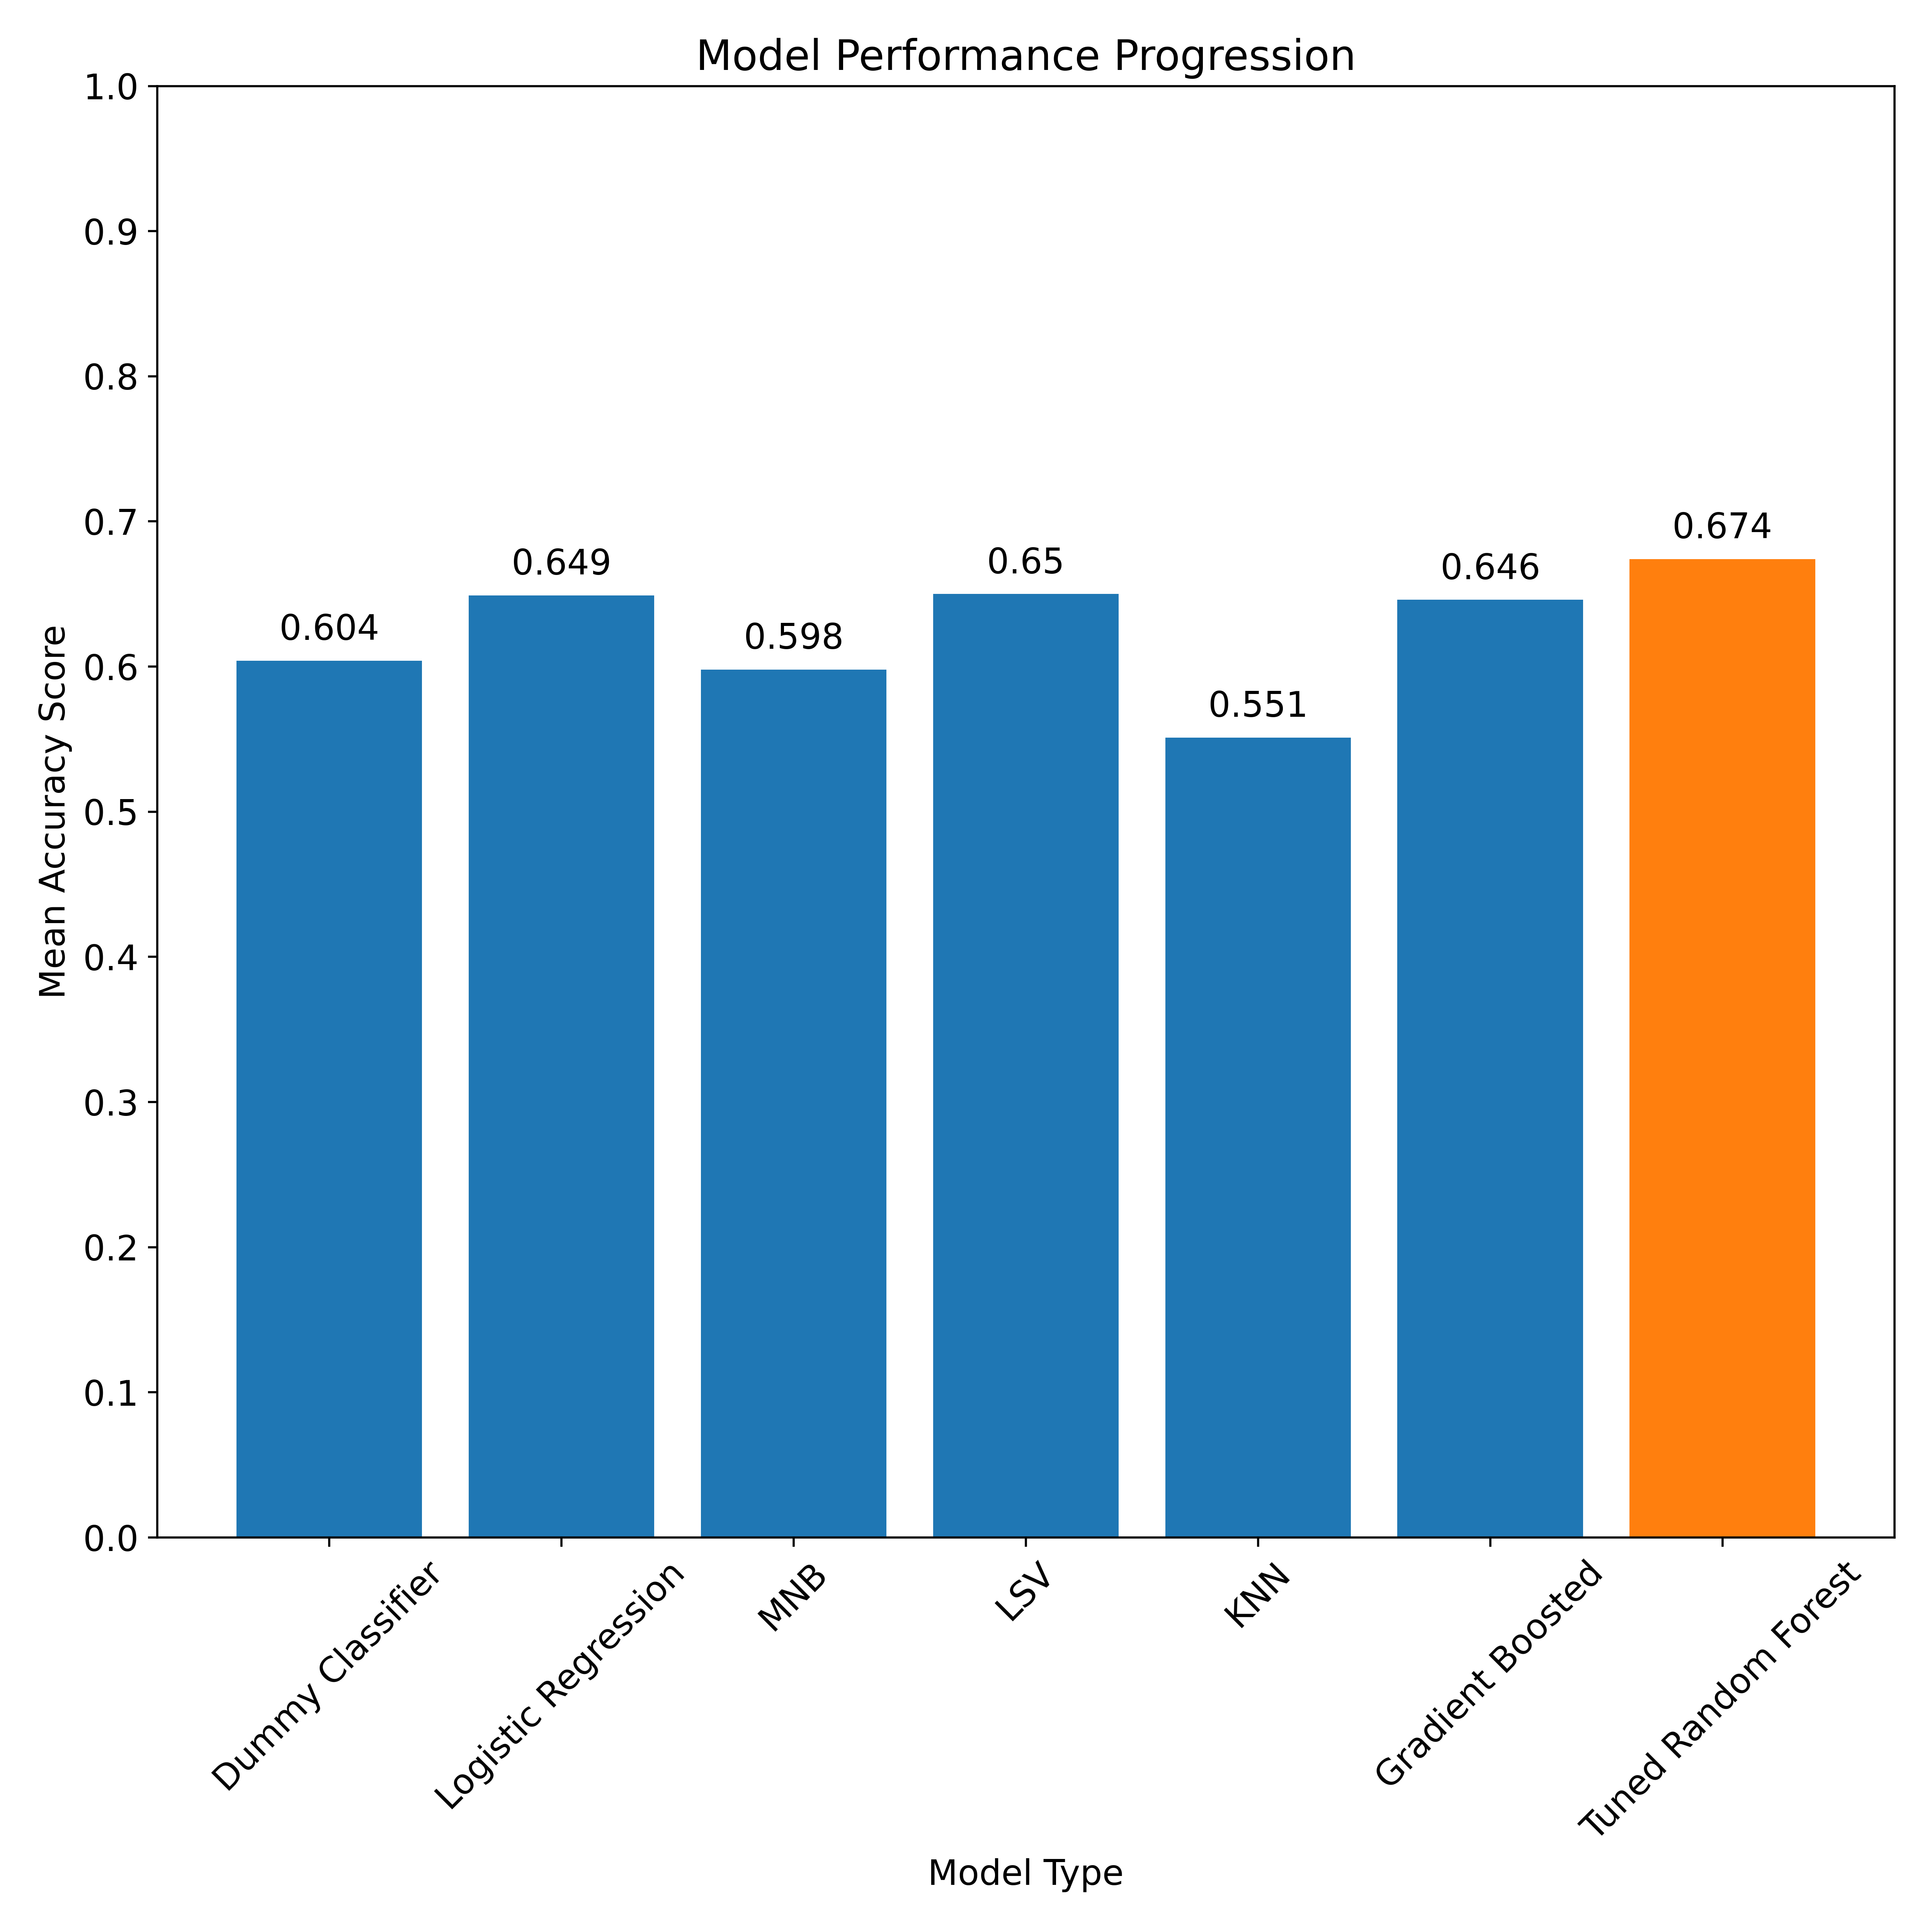 Model Performance Progression
Mean Accuracy Score
1.0
0.9
0.8
0.7
0.6
0.5
0.4
0.3
0.2
0.1
0.0
0.604
0.649
0.598
0.65
0.551
0.646
0.674
Dummy Classifier
Logistic Regression
MNB
LSV
KNN
Gradient Boosted
Tuned Random Forest
Model Type